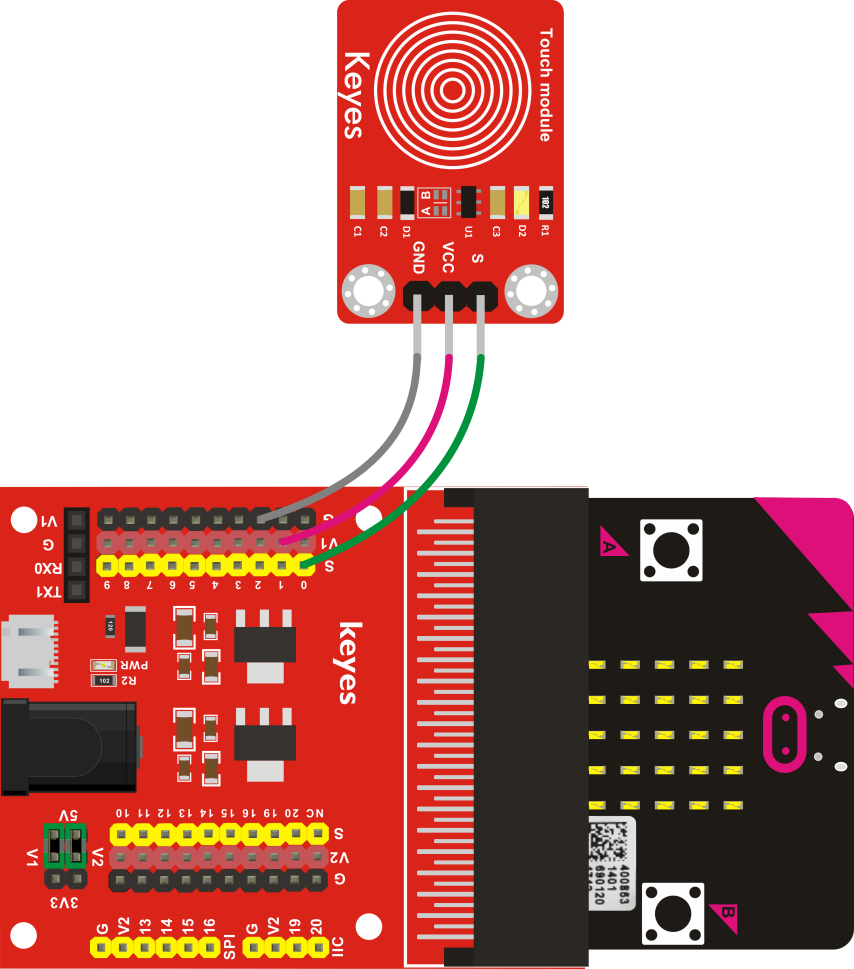 Touch module
Keyes
B
A
C1
C2
D1
U1
C3
D2
R1
102
GND
VCC
S
V1
G
RX0
TX1
G
V1
S
9 8 7 6 5 4 3 2 1 0
120
PWR
R2
102
keyes
A
5V
V1
V2
3V3
10 11 12 13 14 15 16 19 20 NC
S
V2
G
G V2 13 14 15 16 SPI
G V2 19 20 IIC
400863
1401
690120
B